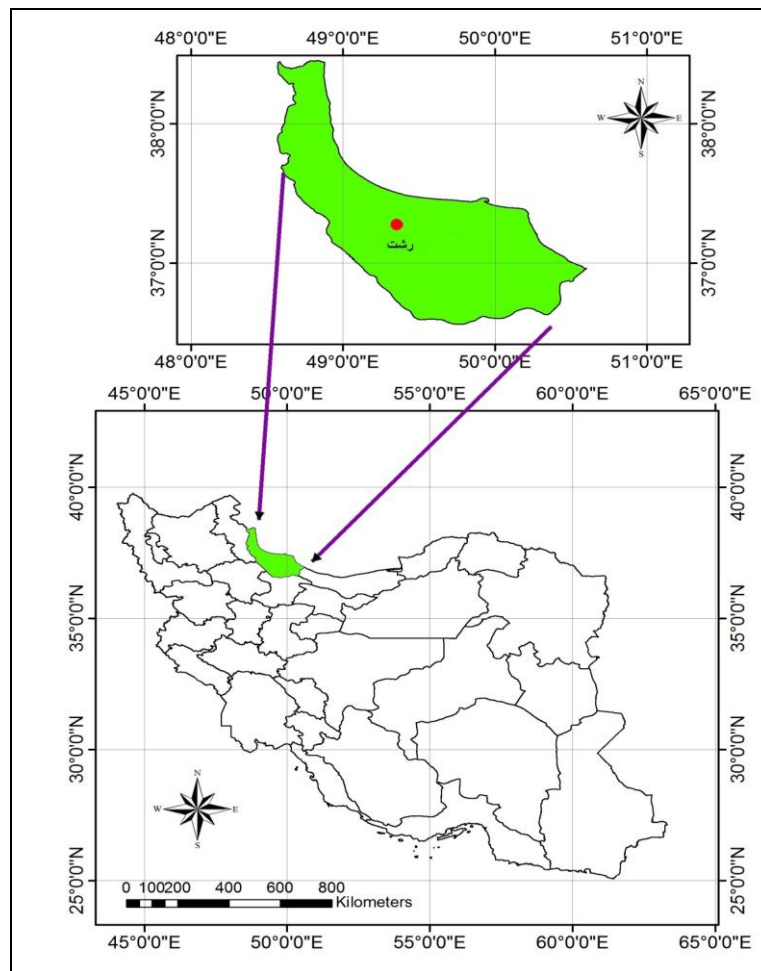 48°0'0"E 49°0'0"E 50°0'0"E 51°0'0"E
N
W E
S
38°0'0"N 38°0'0"N
رشت
37°0'0"N 37°0'0"N
48°0'0"E 49°0'0"E 50°0'0"E 51°0'0"E
45°0'0"E 50°0'0"E 55°0'0"E 60°0'0"E 65°0'0"E
40°0'0"N 40°0'0"N
35°0'0"N 35°0'0"N
30°0'0"N 30°0'0"N
N
W E
S
25°0'0"N 25°0'0"N
0 100200 400 600 800
Kilometers
45°0'0"E 50°0'0"E 55°0'0"E 60°0'0"E 65°0'0"E